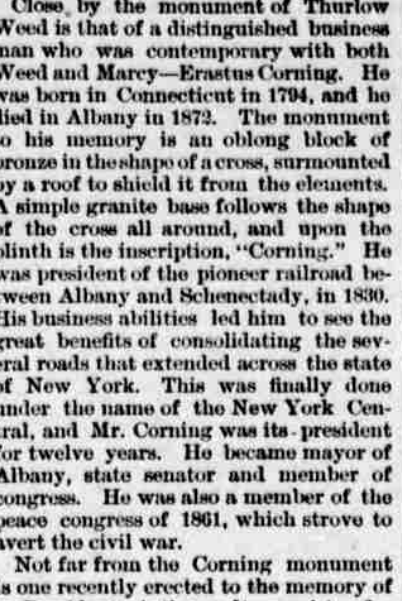 Close by the monument of Thurlow
Weed is that of a distinguished business
man who was contemporary with both
Weed and Marcy—Erastus Corning. He
was born in Connecticut in 1794, and he
died in Albany in 1872. The monument
to his memory is an oblong block of
bronze in the shape of a cross, surmounted
by a roof to shield it from the elements.
A simple granite base follows the shape
of the cross all around, and upon the
plinth is the inscription, "Corning." He
was president of the pioneer railroad be-
tween Albany and Schenectady, in 1830.
His business abilities led him to see the
great benefits of consolidating the sev-
eral roads that extended across the state
of New York. This was finally done
under the name of the New York Cen-
tral, and Mr. Corning was its president
for twelve years. He became mayor of
Albany, state senator and member of
congress. He was also a member of the
peace congress of 1861, which strove to
avert the civil war.
Not far from the Corning monument
is one recently erected to the memory of